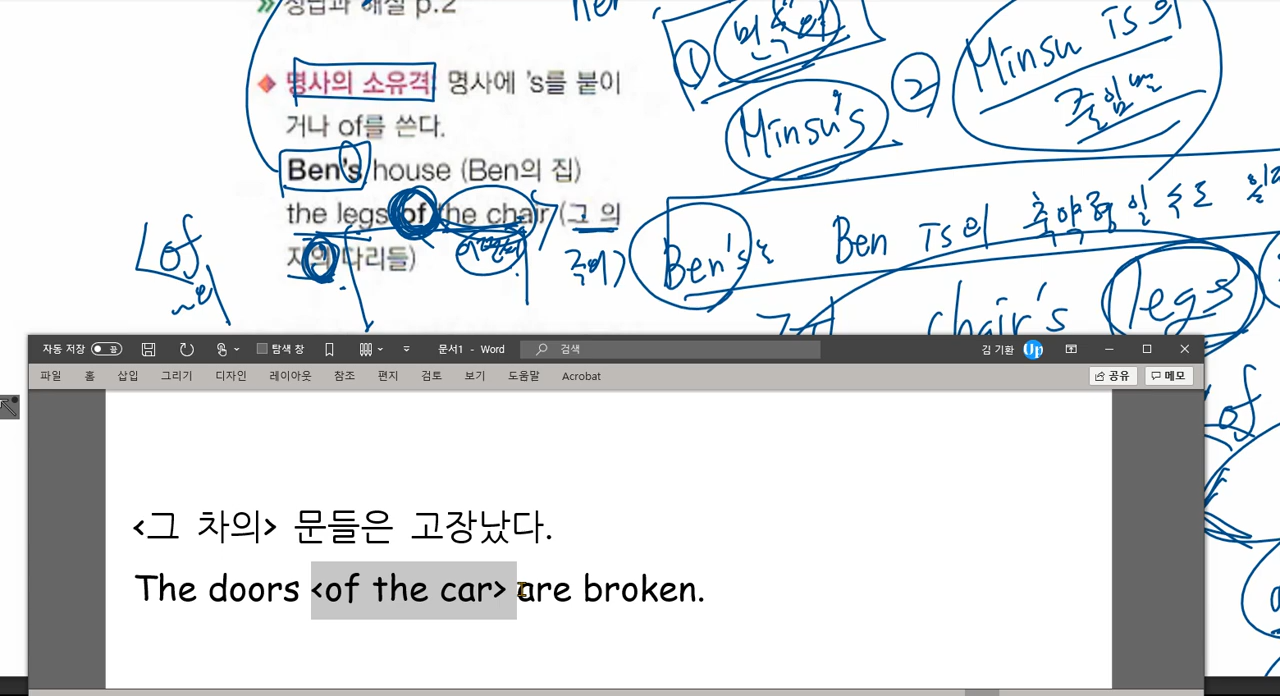 정답과 해설 p.2
명사의 소유격 명사에 's를 붙이
거나 of를 쓴다.
Ben's house (Ben의 집)
the legs of the chair (그 의
자의 다리들)
of
①
Minsu's
②
Minsu is의
줄임말
Ben's는 Ben is의 축약형일 수도
주어)
chair's legs
of
자동 저장 끔 탐색 창 문서1 - Word 검색 김 기환
파일 홈 삽입 그리기 디자인 레이아웃 참조 편지 검토 보기 도움말 Acrobat 공유 메모
<그 차의> 문들은 고장났다.
The doors <of the car> are broken.